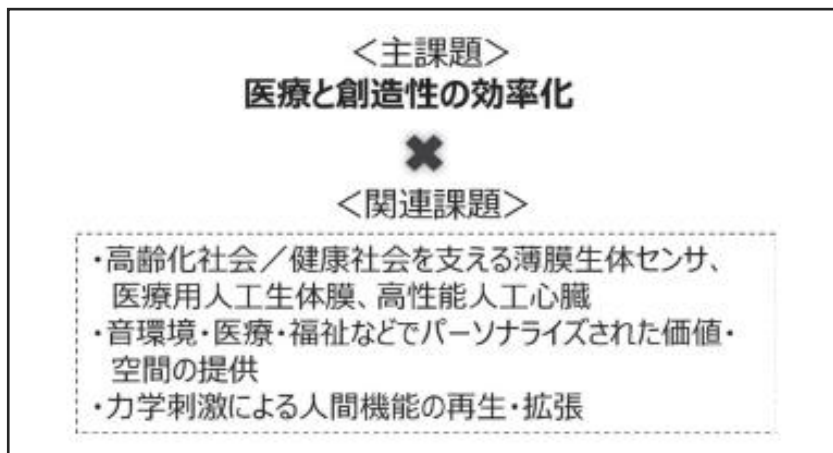 ＜主課題＞
医療と創造性の効率化
✖
＜関連課題＞
・高齢化社会／健康社会を支える薄膜生体センサ、
医療用人工生体膜、高性能人工心臓
・音環境・医療・福祉などでパーソナライズされた価値・
空間の提供
・力学刺激による人間機能の再生・拡張